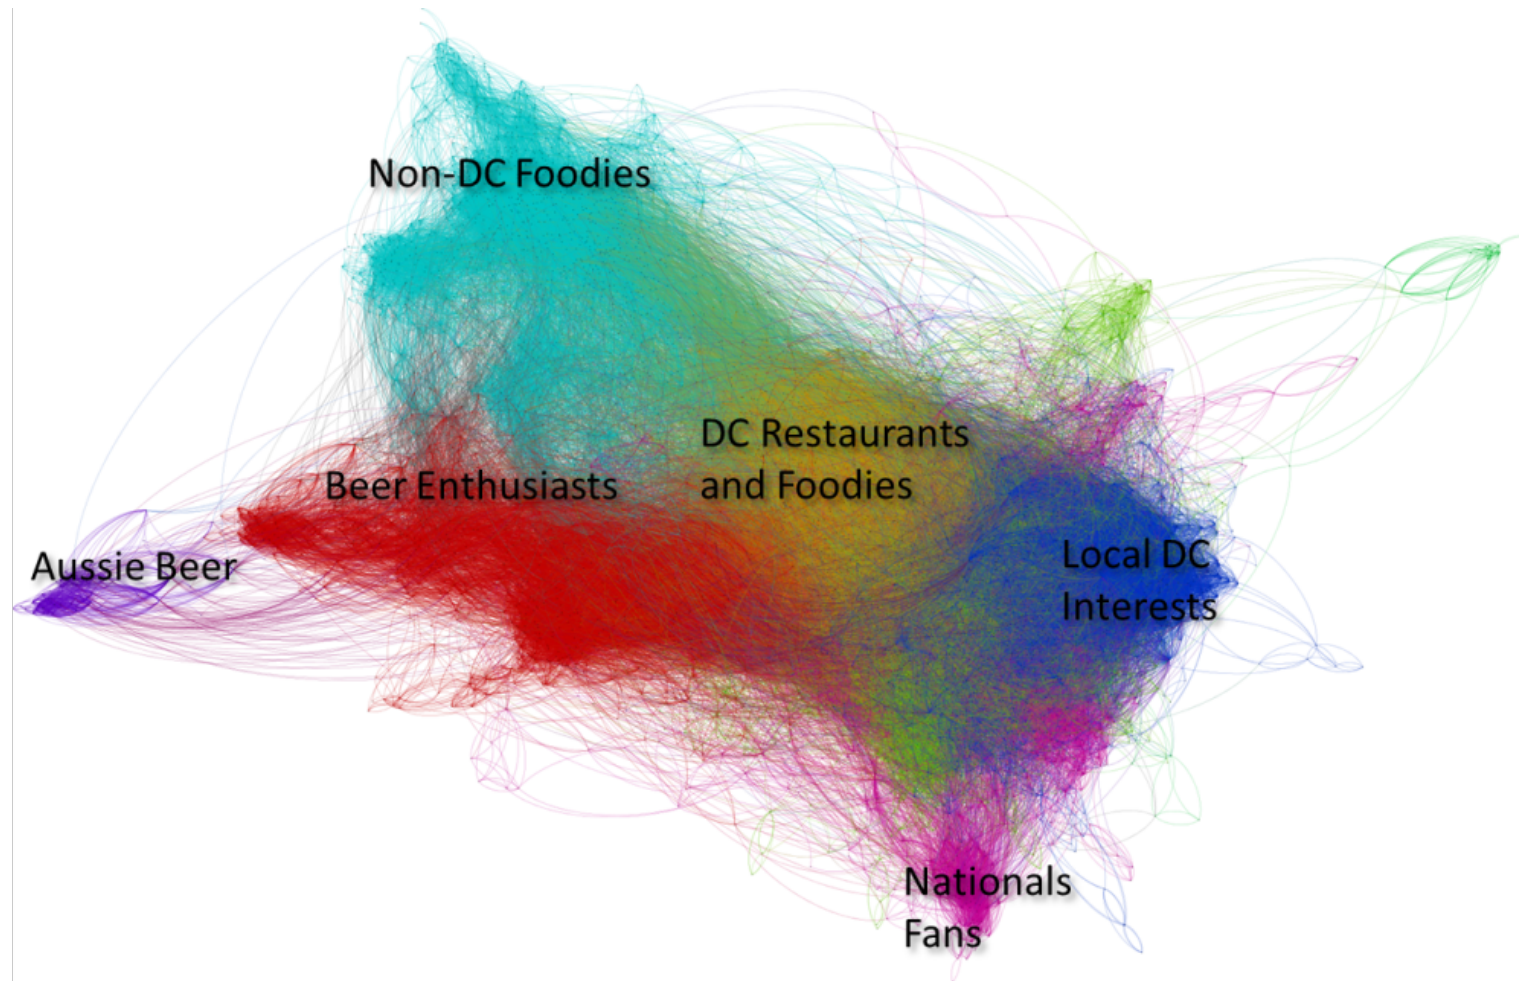 Non-DC Foodies
DC Restaurants
and Foodies
Beer Enthusiasts
Aussie Beer
Local DC
Interests
Nationals
Fans